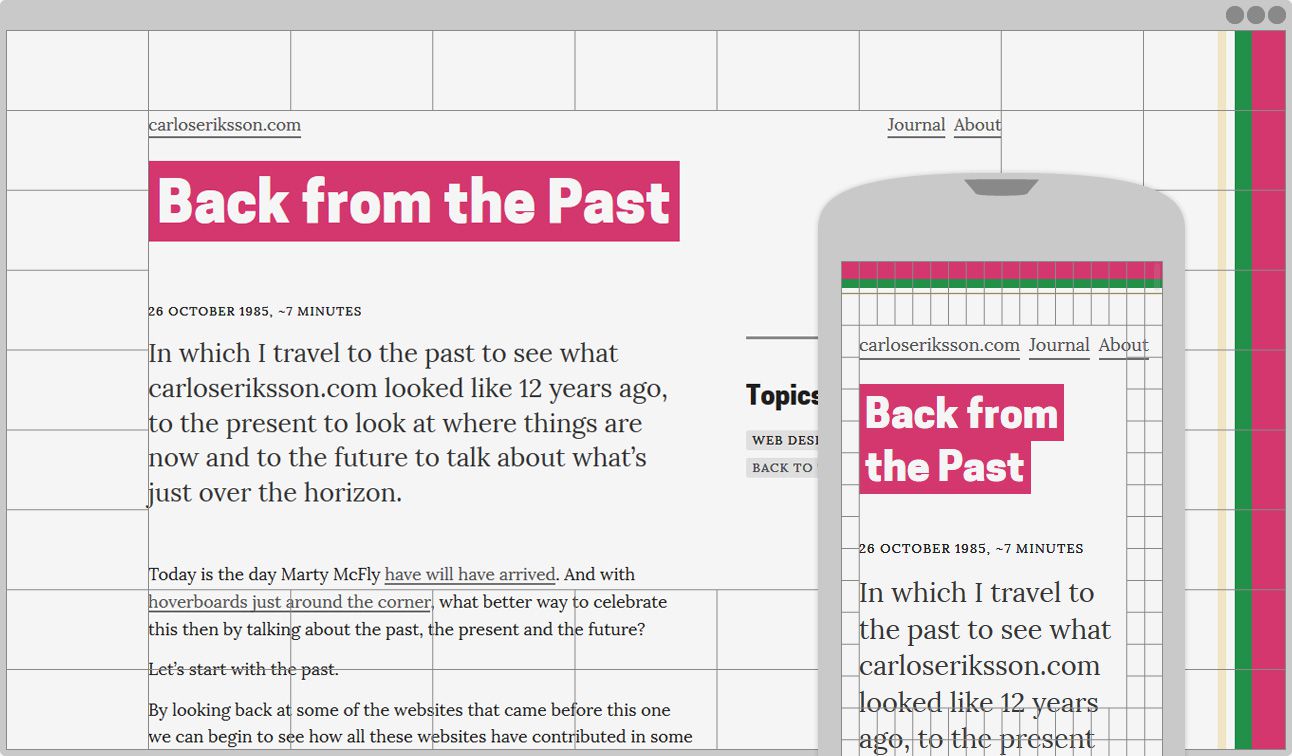 carloseriksson.com
Journal About
Back from the Past
26 OCTOBER 1985, ~7 MINUTES
In which I travel to the past to see what
carloseriksson.com looked like 12 years ago,
to the present to look at where things are
now and to the future to talk about what’s
just over the horizon.
Today is the day Marty McFly have will have arrived. And with
hoverboards just around the corner, what better way to celebrate
this then by talking about the past, the present and the future?
Let’s start with the past.
By looking back at some of the websites that came before this one
we can begin to see how all these websites have contributed in some
Topics
WEB DESI
BACK TO
carloseriksson.com Journal About
Back from
the Past
26 OCTOBER 1985, ~7 MINUTES
In which I travel to
the past to see what
carloseriksson.com
looked like 12 years
ago, to the present